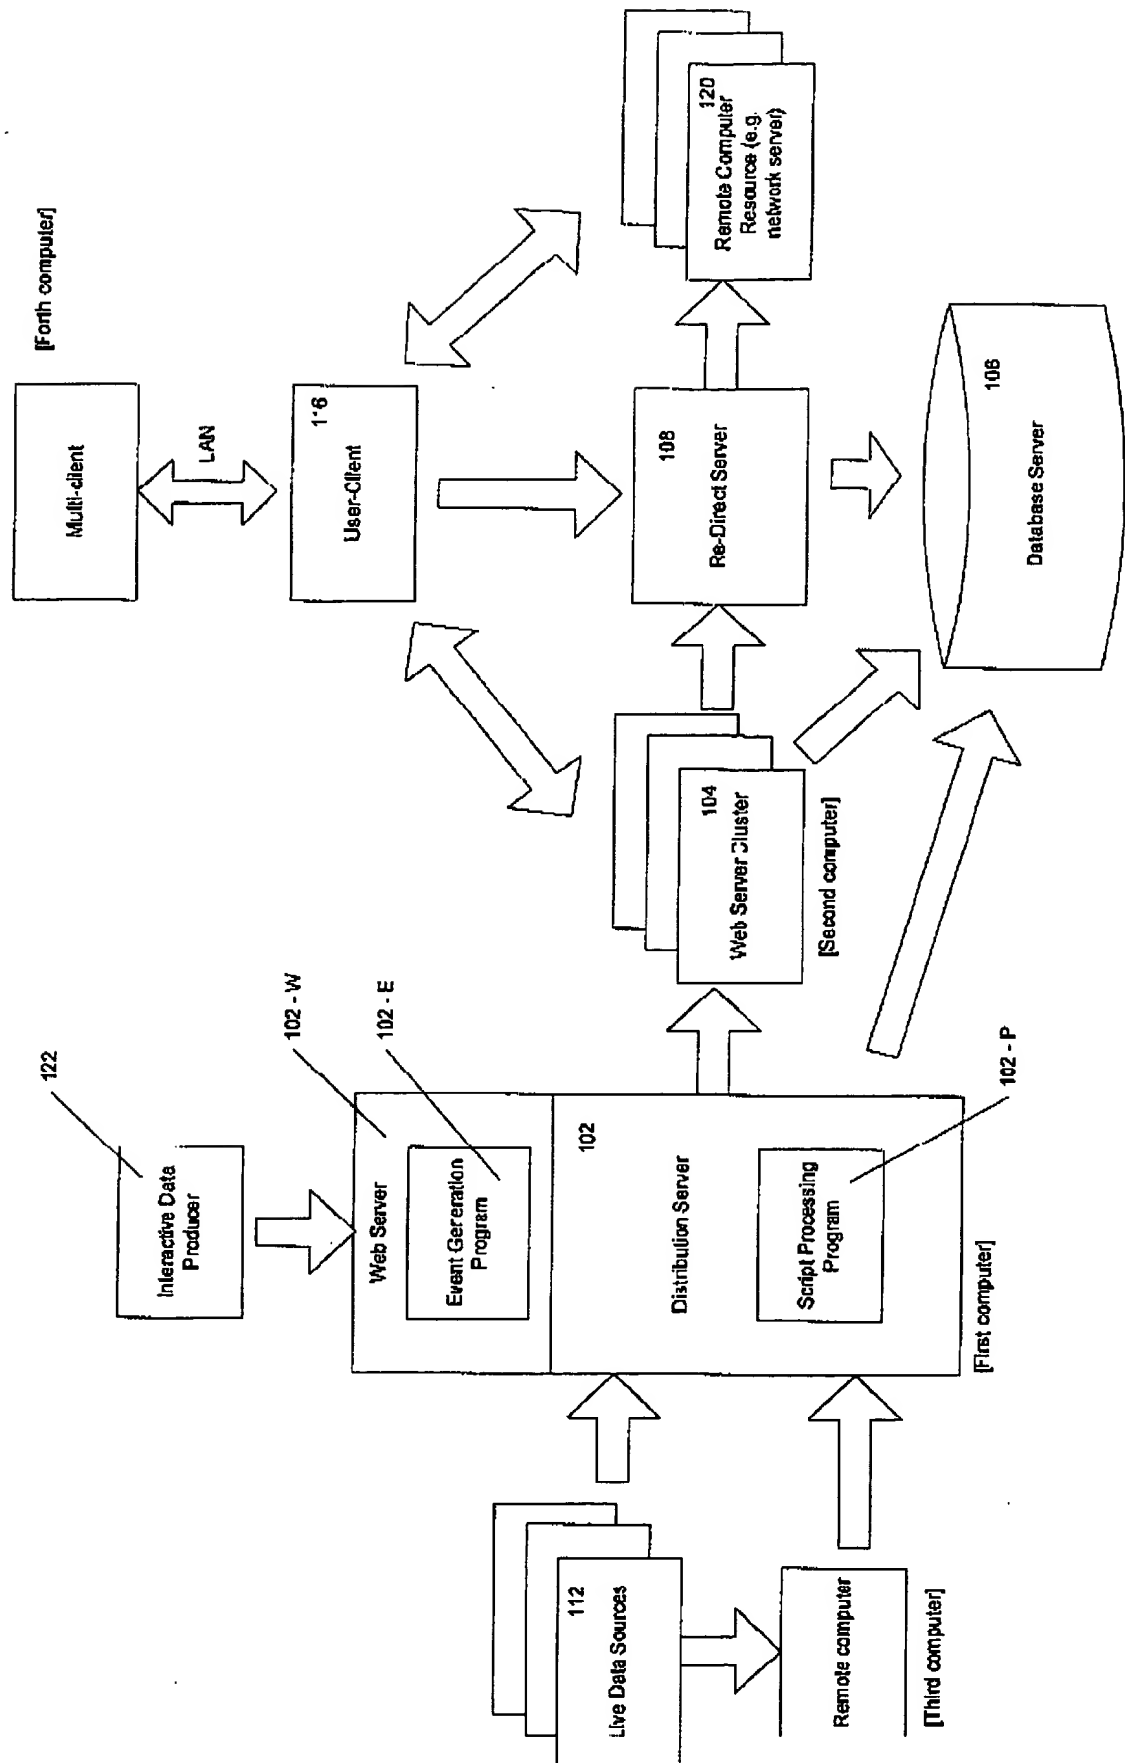 [Forth computer]
Multi-client
LAN
116
User-Client
120
Remote Computer
Resource (e.g.
network server)
108
Re-Direct Server
106
Database Server
104
Web Server Cluster
[Second computer]
122
Interactive Data
Producer
102 - W
102 - E
Web Server
Event Generation
Program
102
Distribution Server
Script Processing
Program
102 - P
[First computer]
112
Live Data Sources
Remote computer
[Third computer]